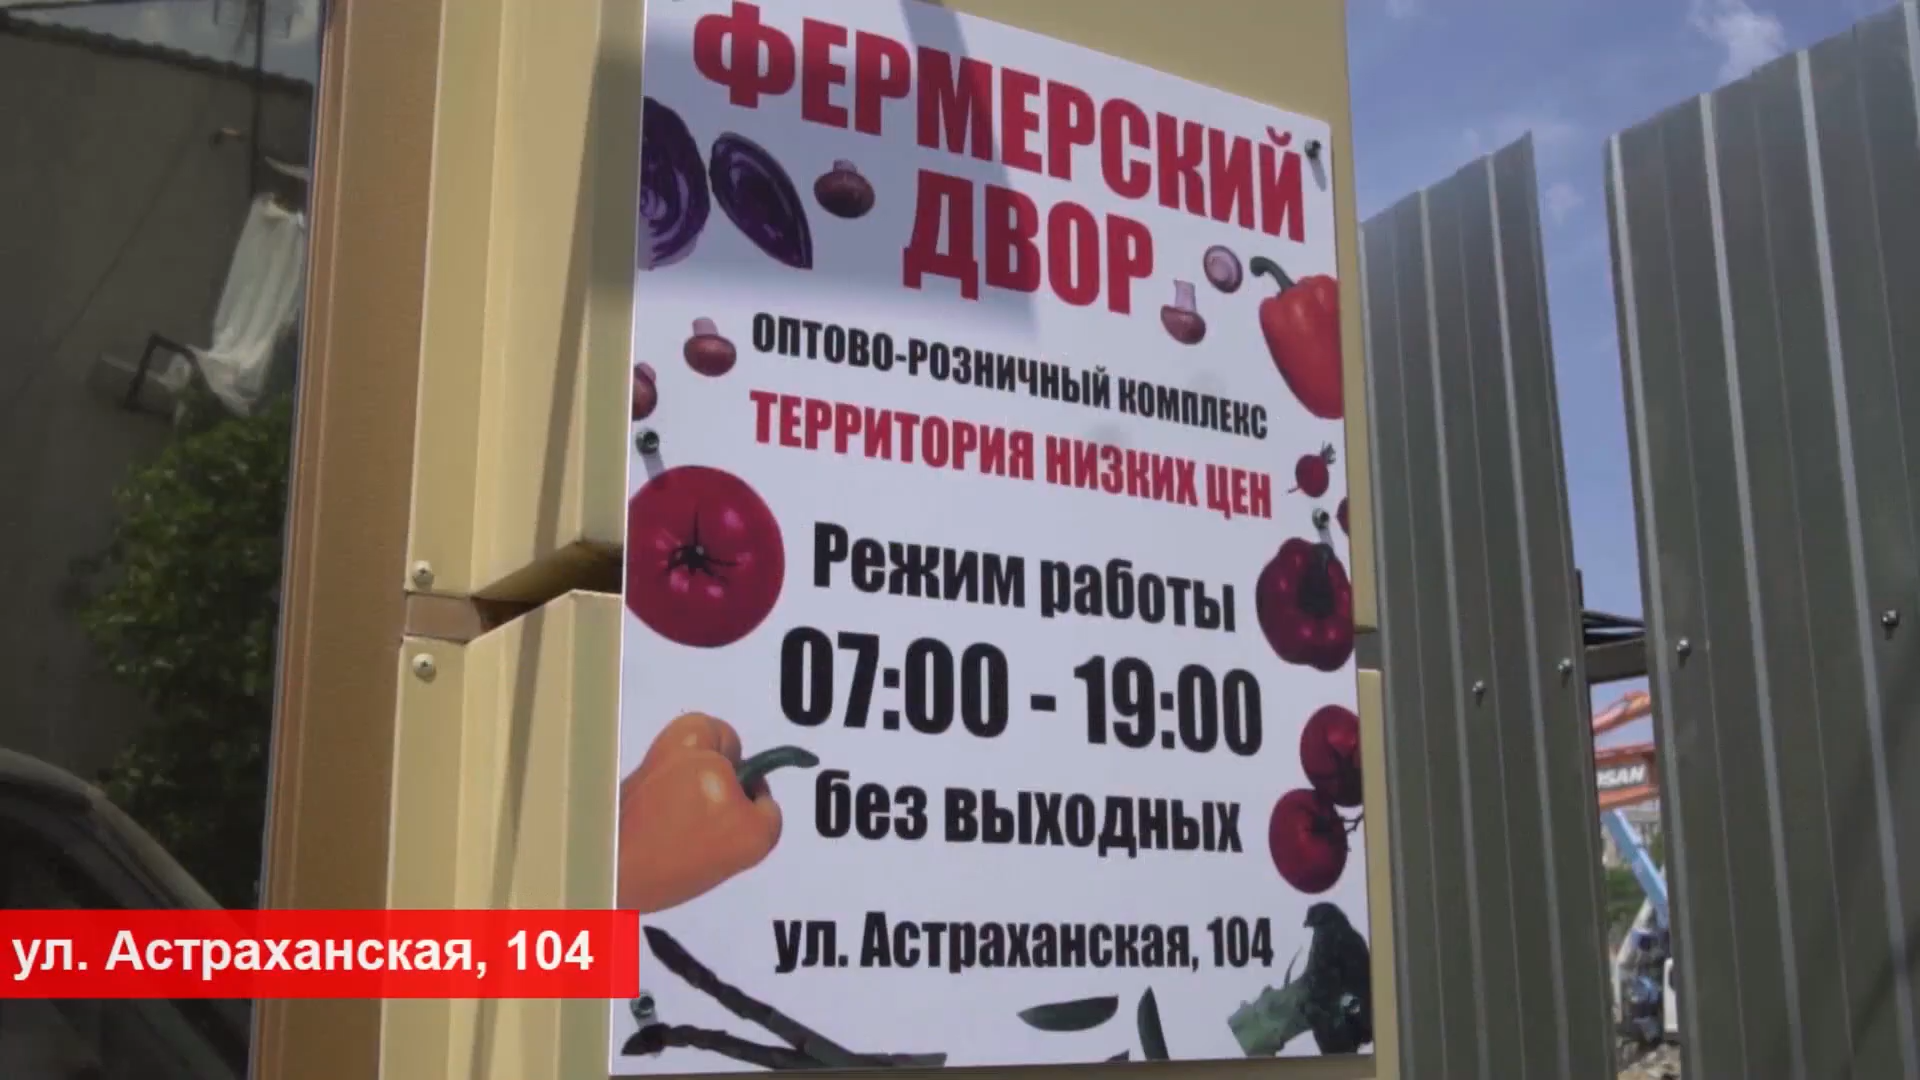 ФЕРМЕРСКИЙ
ДВОР
ОПТОВО-РОЗНИЧНЫЙ КОМПЛЕКС
ТЕРРИТОРИЯ НИЗКИХ ЦЕН
Режим работы
07:00 - 19:00
без выходных
ул. Астраханская, 104
ул. Астраханская, 104